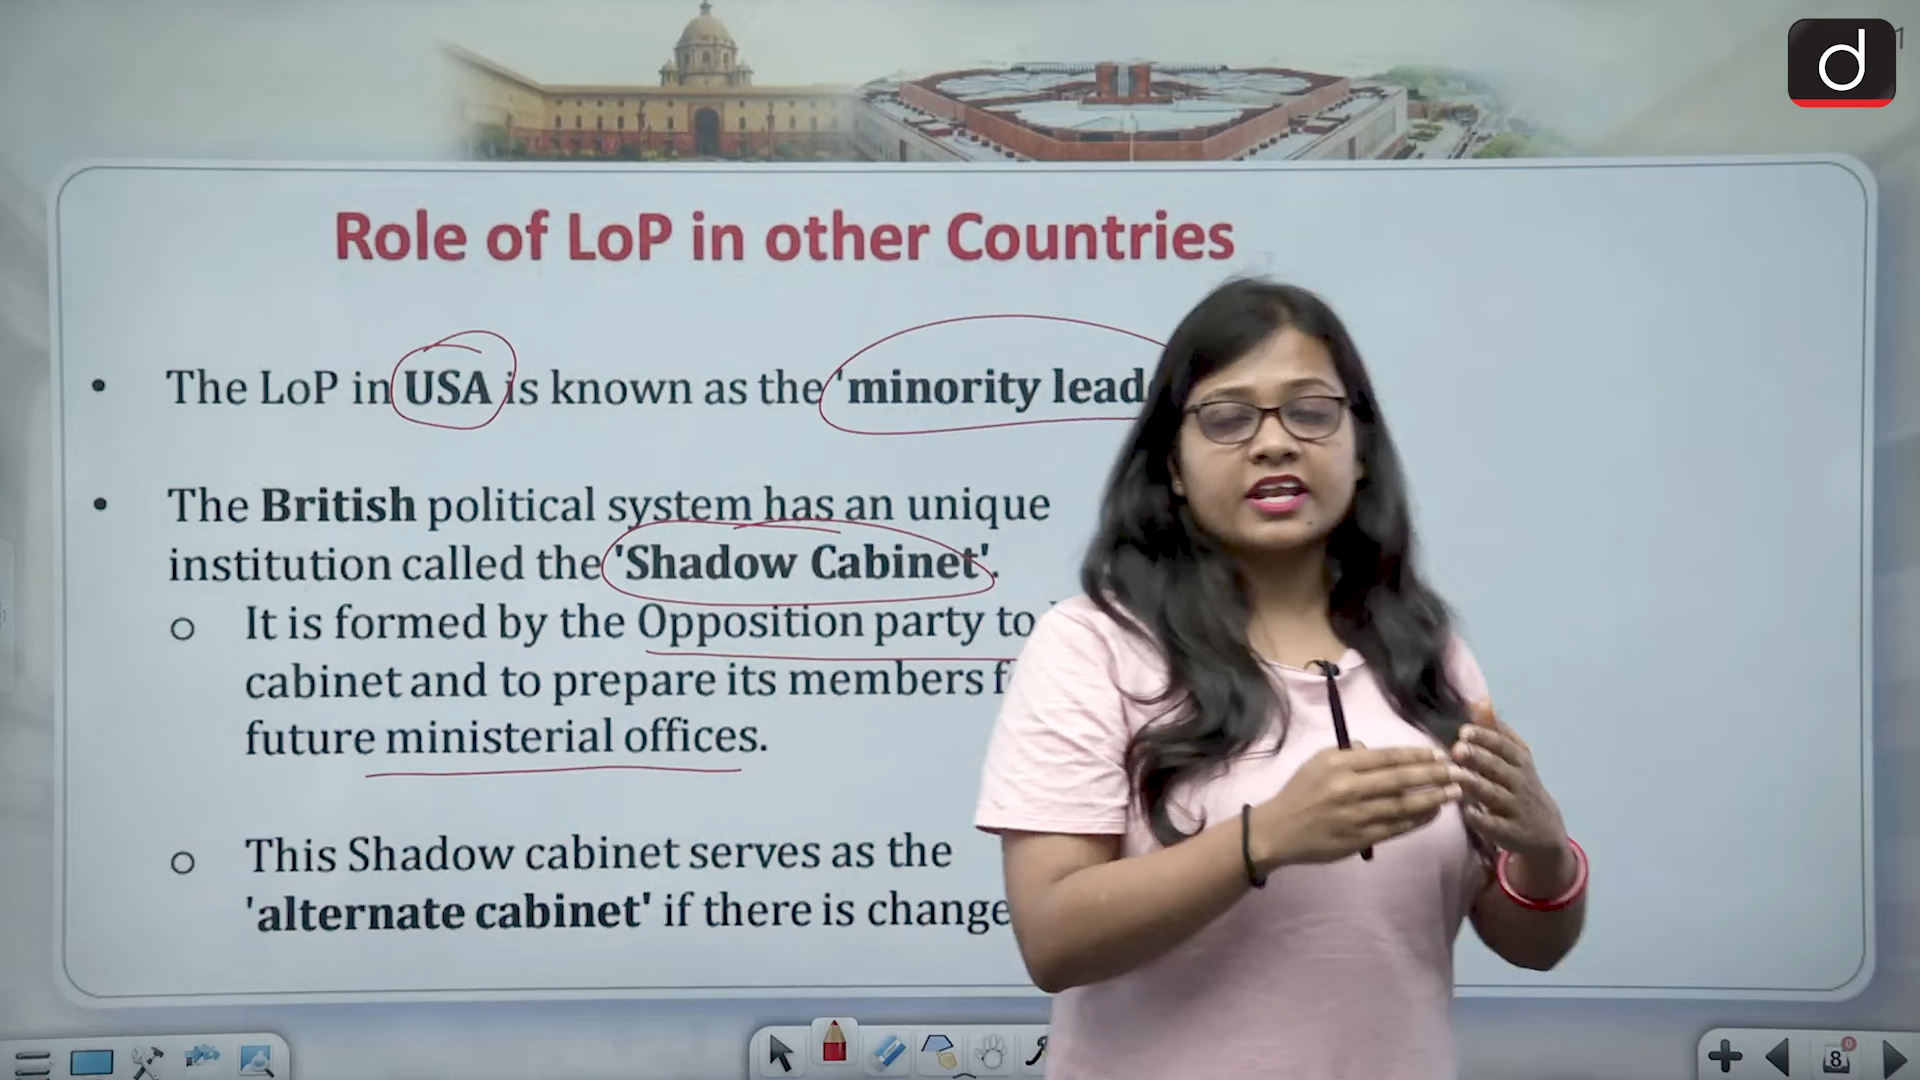 d
Role of LoP in other Countries
• The LoP in USA is known as the 'minority
• The British political system has an unique
institution called the 'Shadow Cabinet'.
o It is formed by the Opposition party to
cabinet and to prepare its members
future ministerial offices.
o This Shadow cabinet serves as the
'alternate cabinet' if there is change
8
0